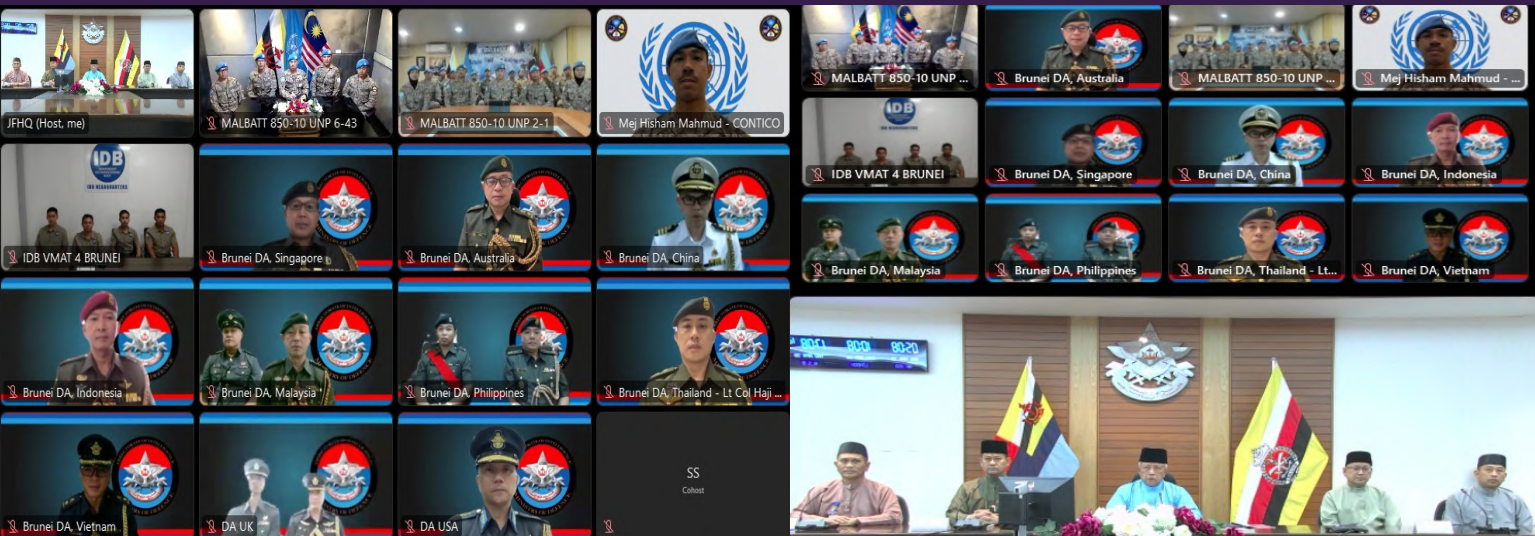 JFHQ (Host, me)
MALBATT 850-10 UNP 6-43
MALBATT 850-10 UNP 2-1
Mej Hisham Mahmud - CONTICO
IDB
IDB HEADQUARTERS
IDB VMAT 4 BRUNEI
Brunei DA, Singapore
Brunei DA, Australia
Brunei DA, China
Brunei DA, Indonesia
Brunei DA, Malaysia
Brunei DA, Philippines
Brunei DA, Thailand - Lt Col Haji ...
Brunei DA, Vietnam
DA UK
DA USA
SS
Cohost
MALBATT 850-10 UNP ...
Brunei DA, Australia
MALBATT 850-10 UNP ...
Mej Hisham Mahmud - ...
IDB
IDB VMAT 4 BRUNEI
Brunei DA, Singapore
Brunei DA, China
Brunei DA, Indonesia
Brunei DA, Malaysia
Brunei DA, Philippines
Brunei DA, Thailand - Lt...
Brunei DA, Vietnam